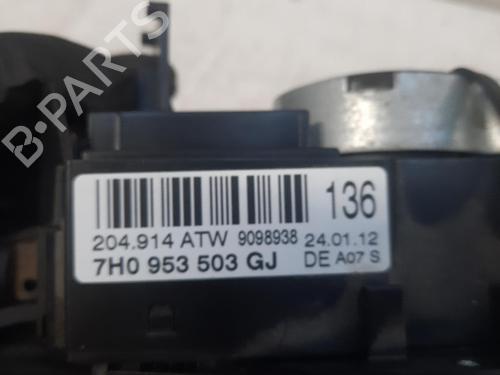 B-PARTS
136
204.914 ATW 9098938 24.01.12
7H0 953 503 GJ DE A07 S